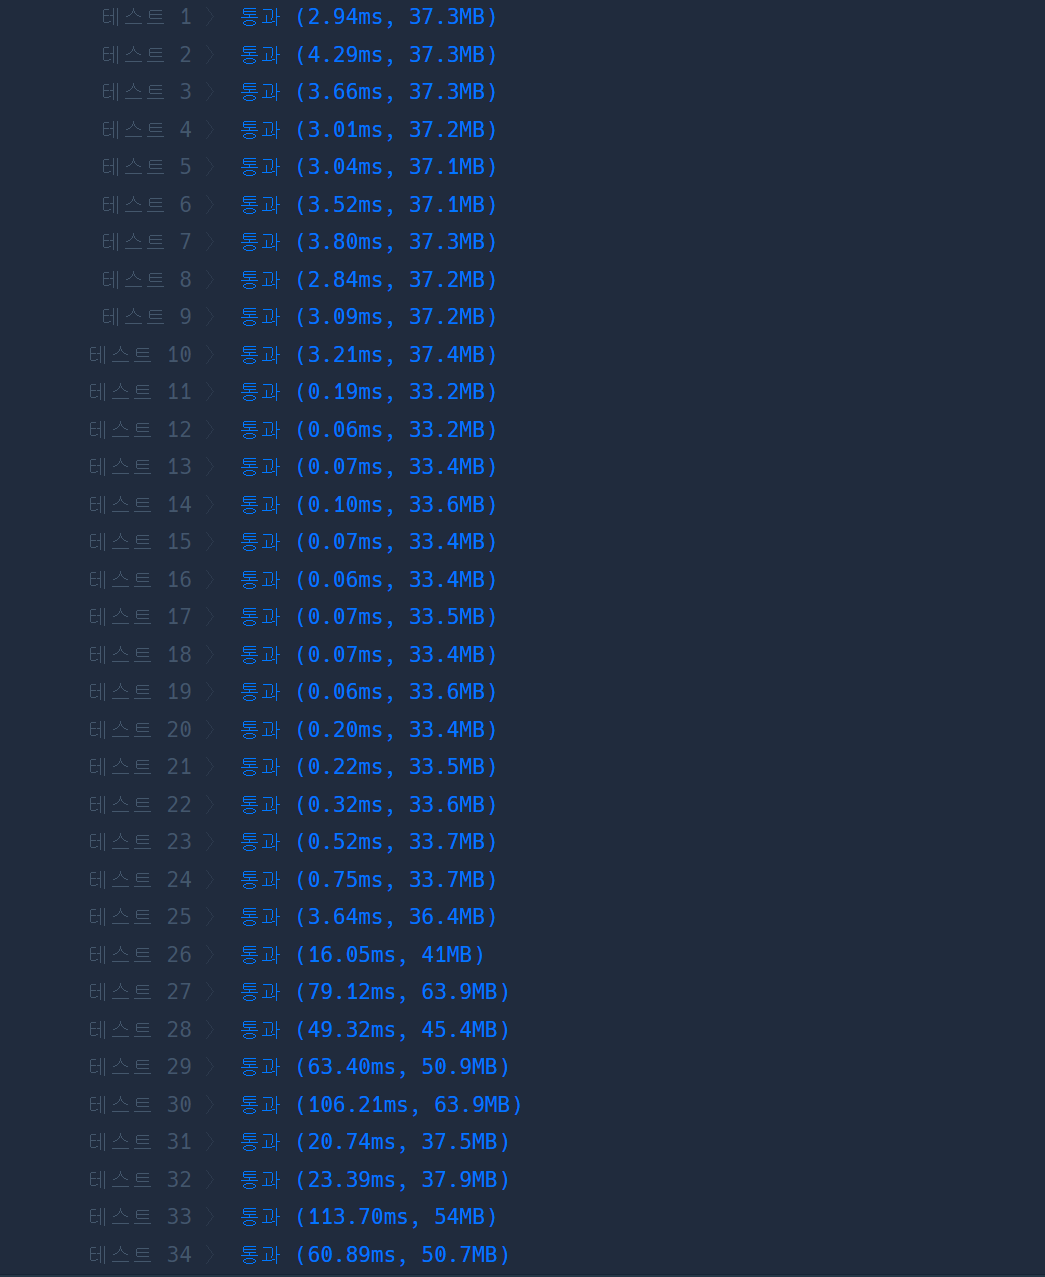 테스트 1 〉 통과 (2.94ms, 37.3MB)
테스트 2 〉 통과 (4.29ms, 37.3MB)
테스트 3 〉 통과 (3.66ms, 37.3MB)
테스트 4 〉 통과 (3.01ms, 37.2MB)
테스트 5 〉 통과 (3.04ms, 37.1MB)
테스트 6 〉 통과 (3.52ms, 37.1MB)
테스트 7 〉 통과 (3.80ms, 37.3MB)
테스트 8 〉 통과 (2.84ms, 37.2MB)
테스트 9 〉 통과 (3.09ms, 37.2MB)
테스트 10 〉 통과 (3.21ms, 37.4MB)
테스트 11 〉 통과 (0.19ms, 33.2MB)
테스트 12 〉 통과 (0.06ms, 33.2MB)
테스트 13 〉 통과 (0.07ms, 33.4MB)
테스트 14 〉 통과 (0.10ms, 33.6MB)
테스트 15 〉 통과 (0.07ms, 33.4MB)
테스트 16 〉 통과 (0.06ms, 33.4MB)
테스트 17 〉 통과 (0.07ms, 33.5MB)
테스트 18 〉 통과 (0.07ms, 33.4MB)
테스트 19 〉 통과 (0.06ms, 33.6MB)
테스트 20 〉 통과 (0.20ms, 33.4MB)
테스트 21 〉 통과 (0.22ms, 33.5MB)
테스트 22 〉 통과 (0.32ms, 33.6MB)
테스트 23 〉 통과 (0.52ms, 33.7MB)
테스트 24 〉 통과 (0.75ms, 33.7MB)
테스트 25 〉 통과 (3.64ms, 36.4MB)
테스트 26 〉 통과 (16.05ms, 41MB)
테스트 27 〉 통과 (79.12ms, 63.9MB)
테스트 28 〉 통과 (49.32ms, 45.4MB)
테스트 29 〉 통과 (63.40ms, 50.9MB)
테스트 30 〉 통과 (106.21ms, 63.9MB)
테스트 31 〉 통과 (20.74ms, 37.5MB)
테스트 32 〉 통과 (23.39ms, 37.9MB)
테스트 33 〉 통과 (113.70ms, 54MB)
테스트 34 〉 통과 (60.89ms, 50.7MB)